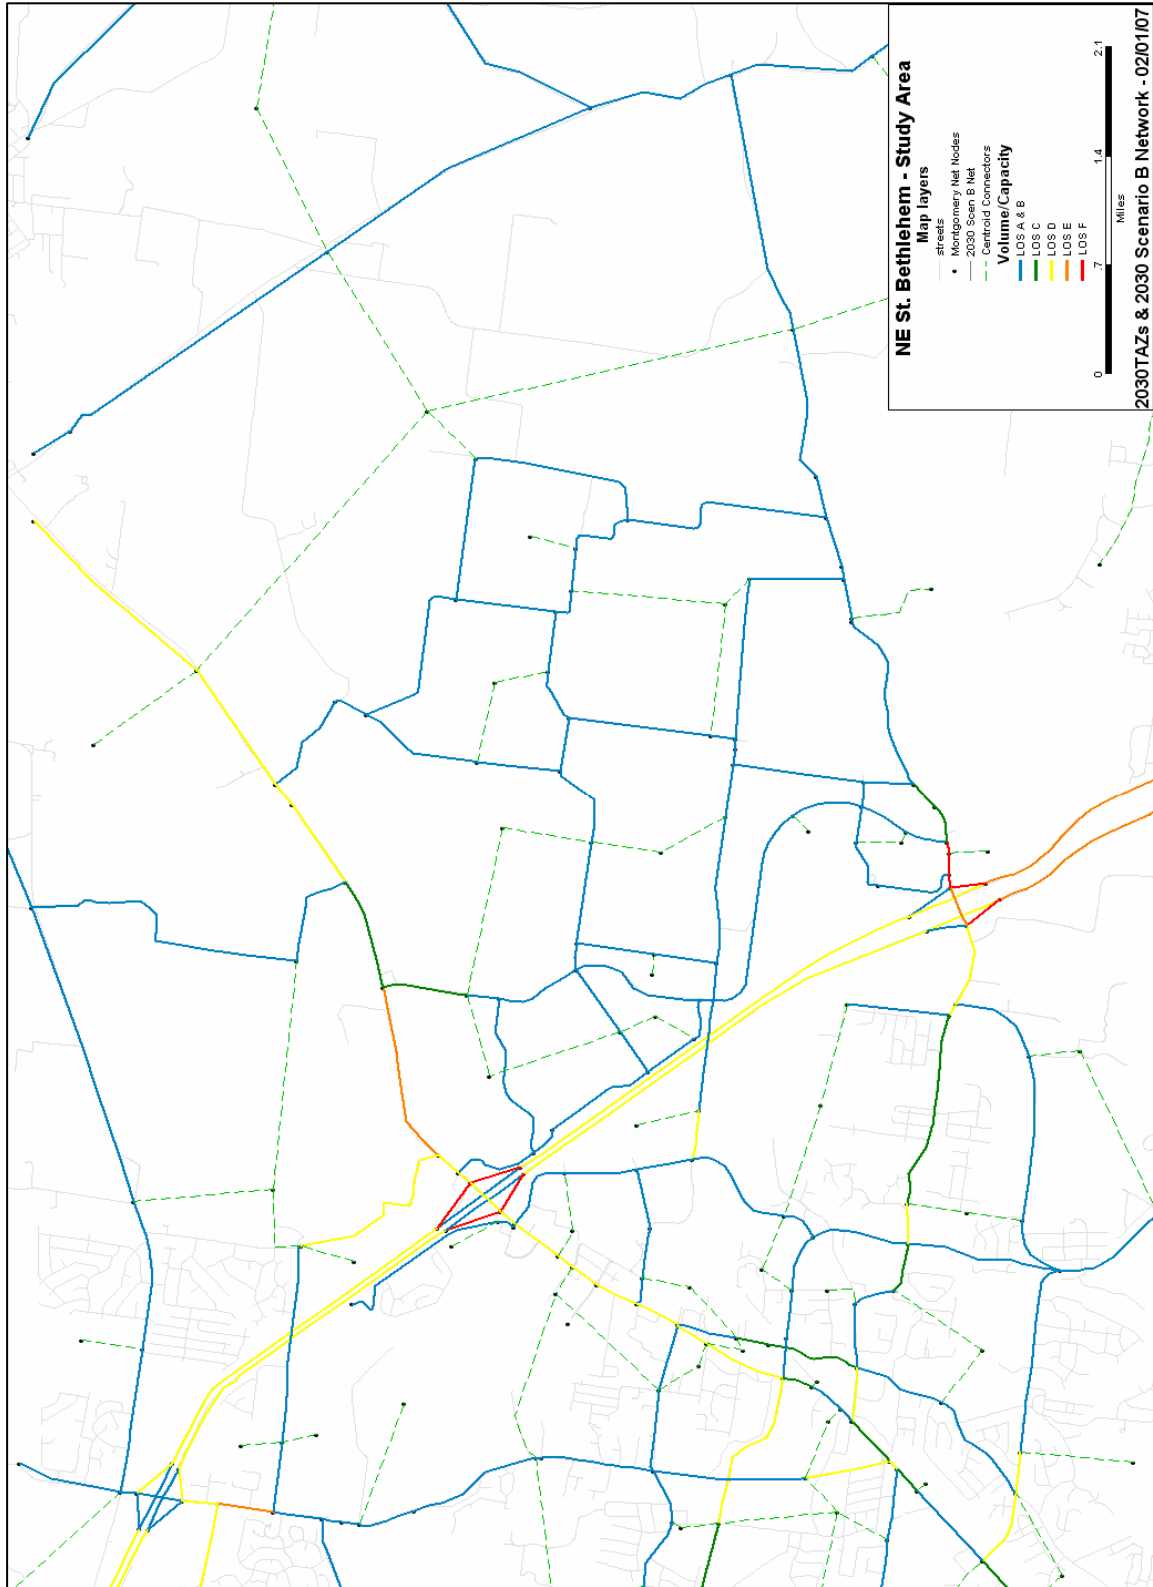 NE St. Bethlehem - Study Area
Map layers
streets
Montgomery Net Nodes
2030 Scen B Net
Centroid Connectors
Volume/Capacity
LOS A & B
LOS C
LOS D
LOS E
LOS F
0 .7 1.4 2.1
Miles
2030TAZs & 2030 Scenario B Network - 02/01/07